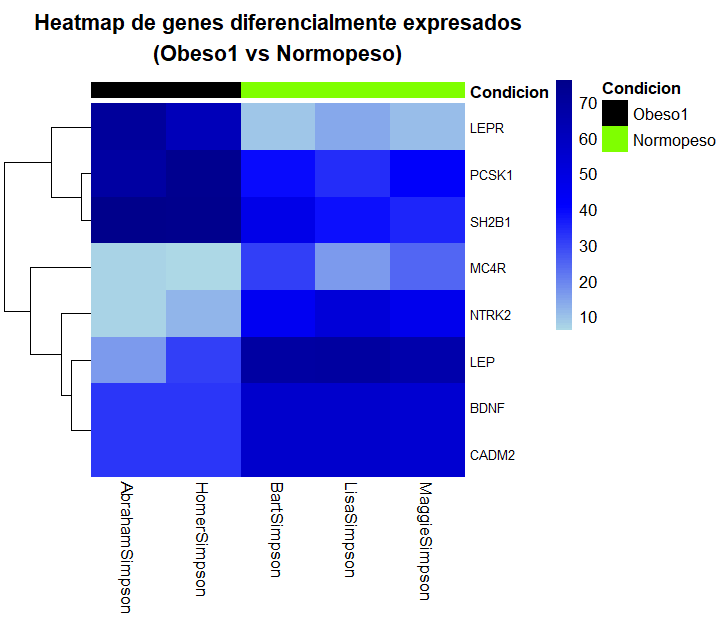 Heatmap de genes diferencialmente expresados
(Obeso1 vs Normopeso)
Condicion
LEPR
PCSK1
SH2B1
MC4R
NTRK2
LEP
BDNF
CADM2
AbrahamSimpson
HomerSimpson
BartSimpson
LisaSimpson
MaggieSimpson
70
60
50
40
30
20
10
Condicion
Obeso1
Normopeso